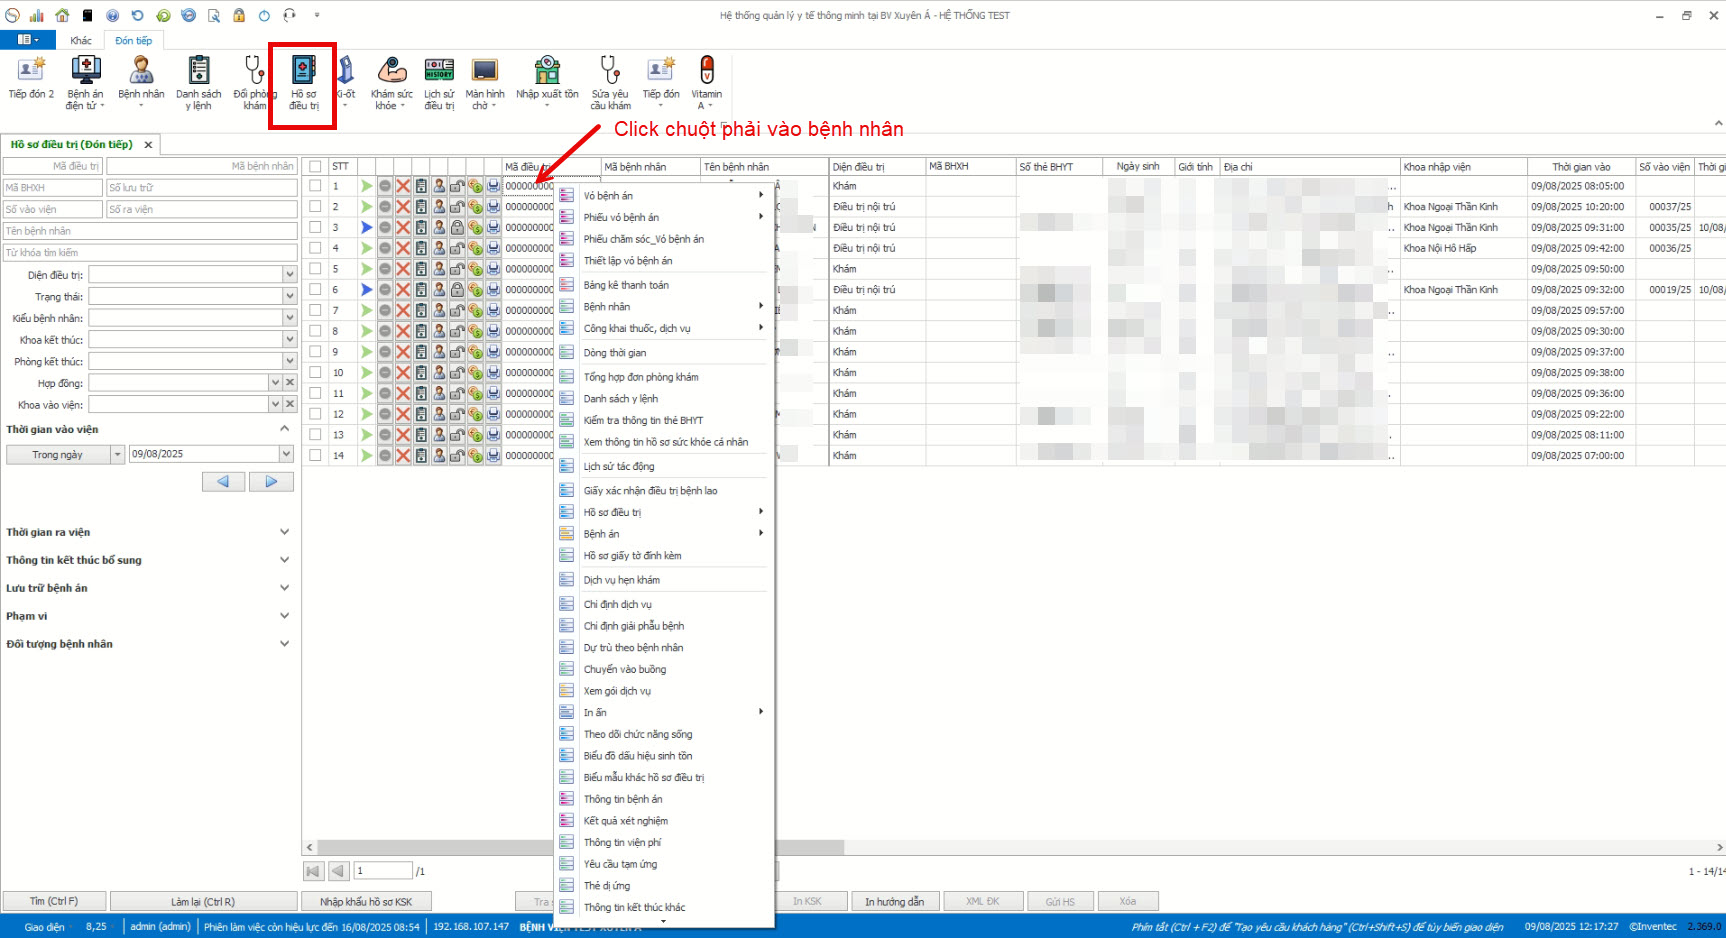 Hệ thống quản lý y tế thông minh tại BV Xuyên Á - HỆ THỐNG TEST
Khác
Đón tiếp
Tiếp đón 2
Bệnh án điện tử
Bệnh nhân
Danh sách y lệnh
Đổi phòng khám
Hồ sơ điều trị
Ki-ốt
Khám sức khỏe
Lịch sử điều trị
Màn hình chờ
Nhập xuất tồn
Sửa yêu cầu khám
Tiếp đón
Vitamin A
Click chuột phải vào bệnh nhân
Hồ sơ điều trị (Đón tiếp)
Mã điều trị
Mã bệnh nhân
Mã BHXH
Số lưu trữ
Số vào viện
Số ra viện
Tên bệnh nhân
Từ khóa tìm kiếm
Diện điều trị:
Trạng thái:
Kiểu bệnh nhân:
Khoa kết thúc:
Phòng kết thúc:
Hợp đồng:
Khoa vào viện:
Thời gian vào viện
Trong ngày
09/08/2025
Thời gian ra viện
Thông tin kết thúc bổ sung
Lưu trữ bệnh án
Phạm vi
Đối tượng bệnh nhân
STT Mã điều trị Mã bệnh nhân Tên bệnh nhân Diện điều trị Mã BHXH Số thẻ BHYT Ngày sinh Giới tính Địa chỉ Khoa nhập viện Thời gian vào Số vào viện Thời gi
1 000000000 Khám 09/08/2025 08:05:00
2 000000000 Điều trị nội trú Khoa Ngoại Thần Kinh 09/08/2025 10:20:00 00037/25
3 000000000 Điều trị nội trú Khoa Ngoại Thần Kinh 09/08/2025 09:31:00 00035/25 10/08/
4 000000000 Điều trị nội trú Khoa Nội Hô Hấp 09/08/2025 09:42:00 00036/25
5 000000000 Khám 09/08/2025 09:50:00
6 000000000 Điều trị nội trú Khoa Ngoại Thần Kinh 09/08/2025 09:32:00 00019/25 10/08/
7 000000000 Khám 09/08/2025 09:57:00
8 000000000 Khám 09/08/2025 09:30:00
9 000000000 Khám 09/08/2025 09:37:00
10 000000000 Khám 09/08/2025 09:38:00
11 000000000 Khám 09/08/2025 09:36:00
12 000000000 Khám 09/08/2025 09:22:00
13 000000000 Khám 09/08/2025 08:11:00
14 000000000 Khám 09/08/2025 07:00:00
Vỏ bệnh án
Phiếu vỏ bệnh án
Phiếu chăm sóc_Vỏ bệnh án
Thiết lập vỏ bệnh án
Bảng kê thanh toán
Bệnh nhân
Công khai thuốc, dịch vụ
Dòng thời gian
Tổng hợp đơn phòng khám
Danh sách y lệnh
Kiểm tra thông tin thẻ BHYT
Xem thông tin hồ sơ sức khỏe cá nhân
Lịch sử tác động
Giấy xác nhận điều trị bệnh lao
Hồ sơ điều trị
Bệnh án
Hồ sơ giấy tờ đính kèm
Dịch vụ hẹn khám
Chỉ định dịch vụ
Chỉ định giải phẫu bệnh
Dự trù theo bệnh nhân
Chuyển vào buồng
Xem gói dịch vụ
In ấn
Theo dõi chức năng sống
Biểu đồ dấu hiệu sinh tồn
Biểu mẫu khác hồ sơ điều trị
Thông tin bệnh án
Kết quả xét nghiệm
Thông tin viện phí
Yêu cầu tạm ứng
Thẻ dị ứng
Thông tin kết thúc khác
1 /1
1 - 14/14
Tìm (Ctrl F)
Làm lại (Ctrl R)
Nhập khẩu hồ sơ KSK
Tra
In KSK
In hướng dẫn
XML ĐK
Gửi HS
Xóa
Giao diện 8,25 admin (admin) Phiên làm việc còn hiệu lực đến 16/08/2025 08:54 192.168.107.147 BỆNH VIỆN TEST XUYÊN Á Phím tắt (Ctrl + F2) để "Tạo yêu cầu khách hàng" (Ctrl+Shift+S) để tùy biến giao diện 09/08/2025 12:17:27 ©Inventec 2.369.0